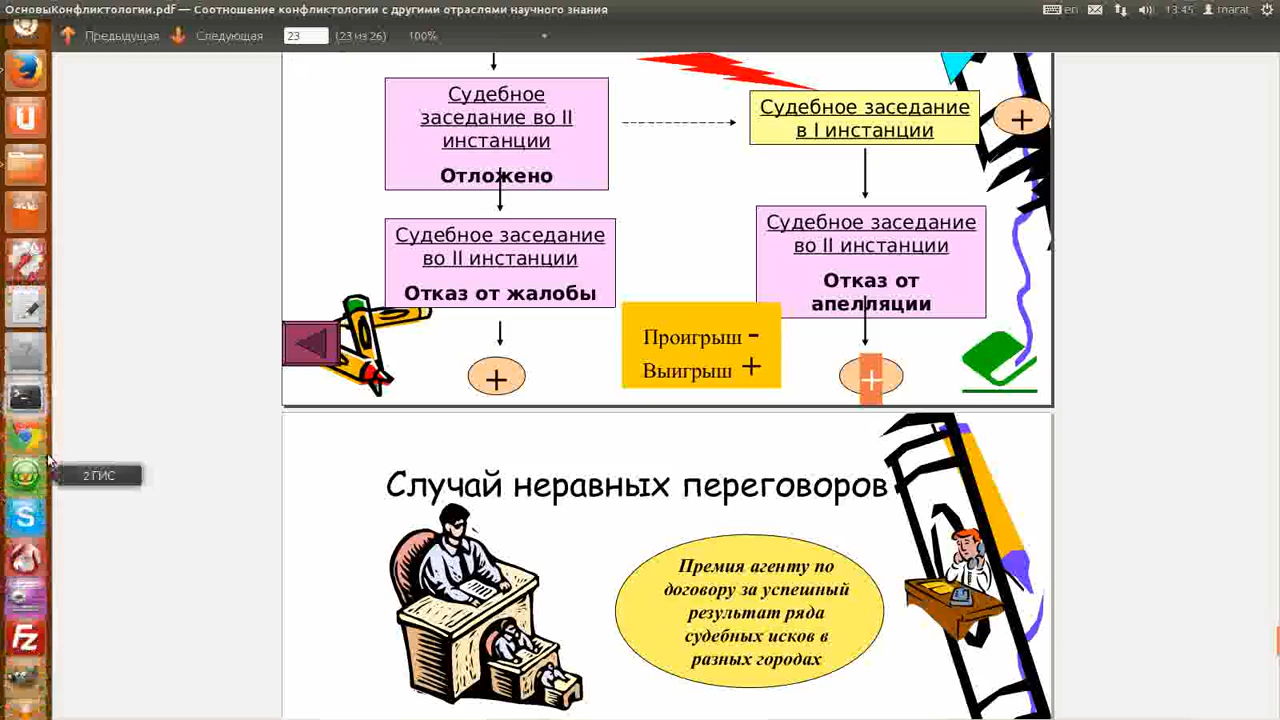 ОсновыКонфликтологии.pdf — Соотношение конфликтологии с другими отраслями научного знания
en
13:45
marat
Предыдущая
Следующая
23
(23 из 26)
100%
Судебное
заседание во II
инстанции
Отложено
Судебное заседание
в I инстанции
+
Судебное заседание
во II инстанции
Отказ от жалобы
Судебное заседание
во II инстанции
Отказ от
апелляции
Проигрыш -
Выигрыш +
+
+
2 ГИС
Случай неравных переговоров
Премия агенту по
договору за успешный
результат ряда
судебных исков в
разных городах